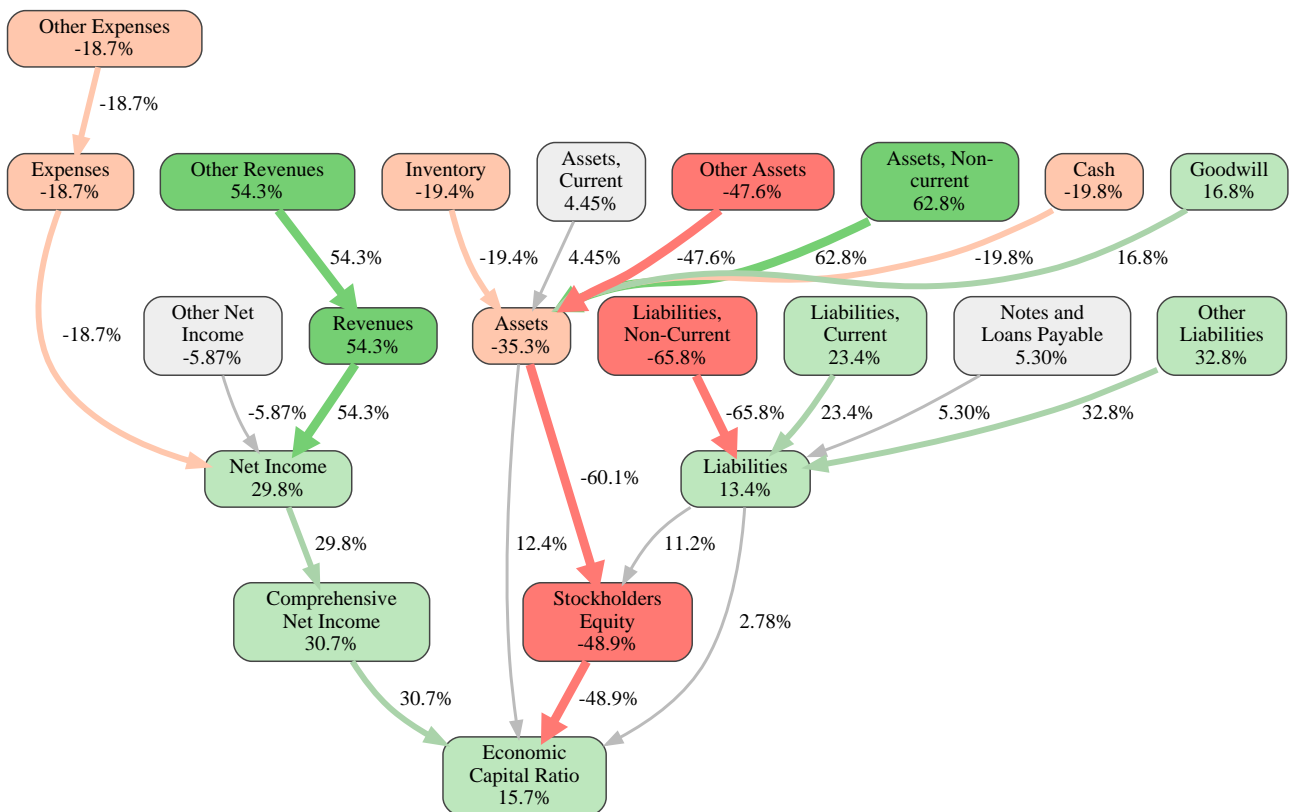 Other Expenses
-18.7%
-18.7%
Expenses
-18.7%
Other Revenues
54.3%
Inventory
-19.4%
Assets,
Current
4.45%
Other Assets
-47.6%
Assets, Non-
current
62.8%
Cash
-19.8%
Goodwill
16.8%
54.3%
-19.4%
4.45%
-47.6%
62.8%
-19.8%
16.8%
-18.7%
Other Net
Income
-5.87%
Revenues
54.3%
Assets
-35.3%
Liabilities,
Non-Current
-65.8%
Liabilities,
Current
23.4%
Notes and
Loans Payable
5.30%
Other
Liabilities
32.8%
-5.87%
54.3%
-65.8%
23.4%
5.30%
32.8%
Net Income
29.8%
Liabilities
13.4%
-60.1%
29.8%
12.4%
11.2%
Comprehensive
Net Income
30.7%
Stockholders
Equity
-48.9%
2.78%
30.7%
-48.9%
Economic
Capital Ratio
15.7%